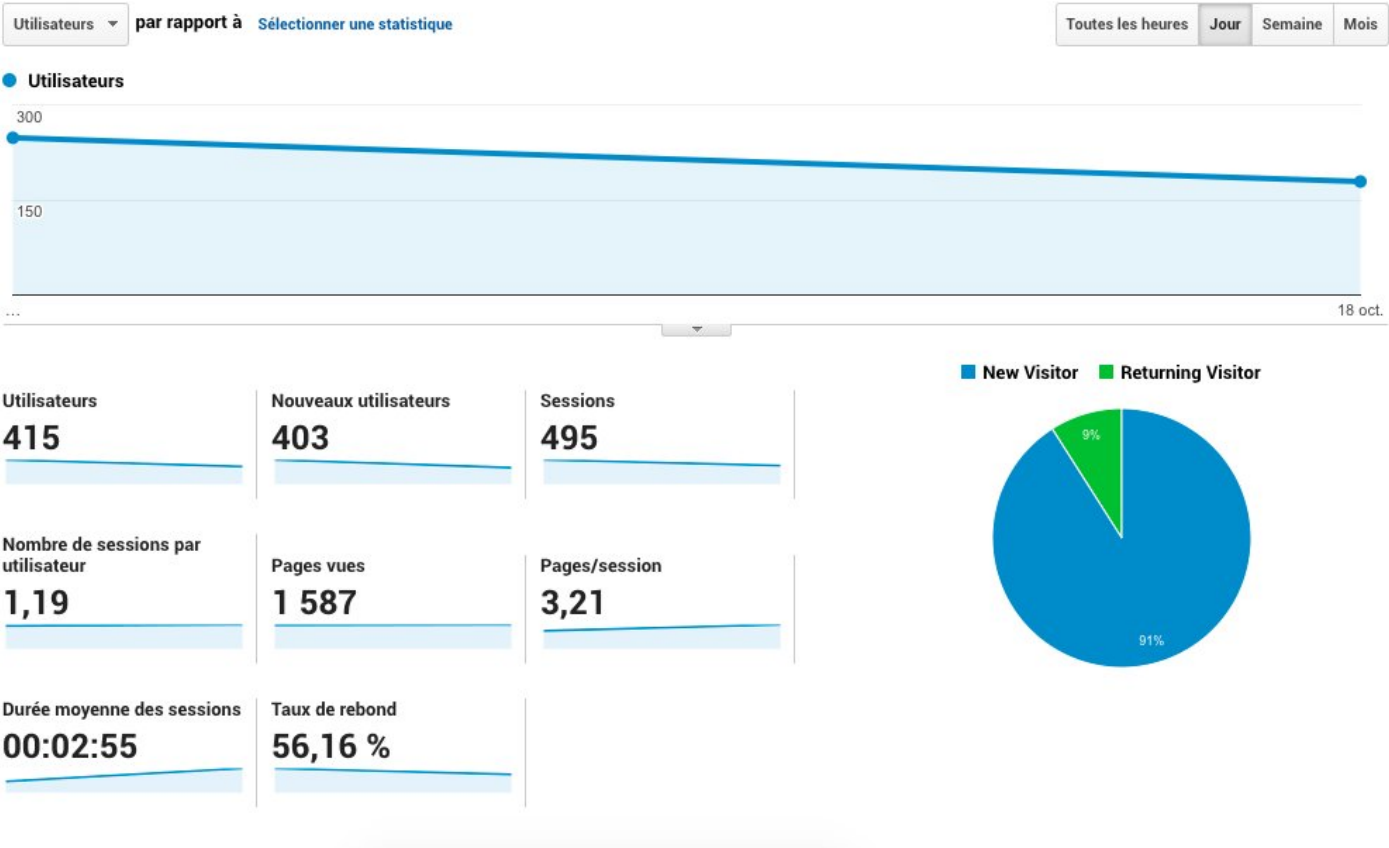 Utilisateurs par rapport à Sélectionner une statistique
Toutes les heures Jour Semaine Mois
Utilisateurs
300
150
...
18 oct.
New Visitor Returning Visitor
Utilisateurs
415
Nouveaux utilisateurs
403
Sessions
495
Nombre de sessions par
utilisateur
1,19
Pages vues
1 587
Pages/session
3,21
Durée moyenne des sessions
00:02:55
Taux de rebond
56,16 %
9%
91%